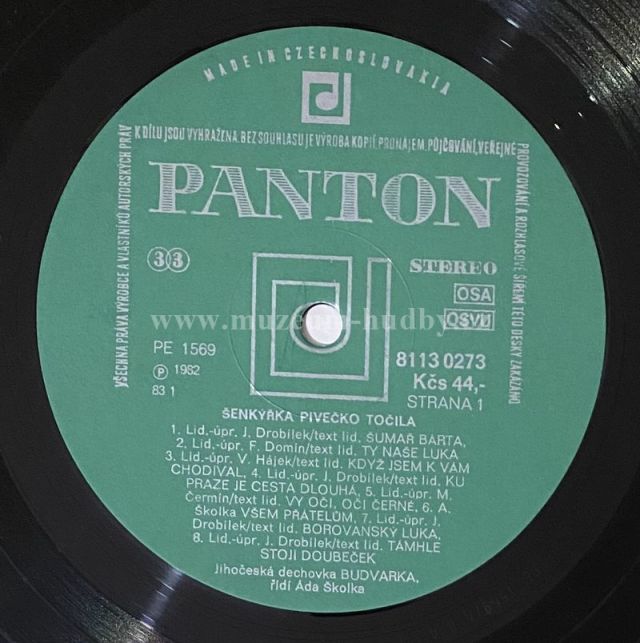 MADE IN CZECHOSLOVAKIA
VŠECHNA PRÁVA VÝROBCE A VLASTNÍKŮ AUTORSKÝCH PRÁV
K DÍLU JSOU VYHRAŽENA. BEZ SOUHLASU JE VÝROBA KOPIÍ, PRONÁJEM, PŮJČOVÁNÍ, VEŘEJNÉ
PROVOZOVÁNÍ A ROZHLASOVÉ ŠÍŘENÍ TÉTO DESKY ZAKÁZÁNO
PANTON
33
STEREO
OSA
OSVU
www.muzeum-hudby
PE 1569
8113 0273
℗ 1982
Kčs 44,-
83 1
STRANA 1
ŠENKÝŘKA PIVEČKO TOČILA
1. Lid.-úpr. J. Drobílek/text lid. ŠUMAŘ BÁRTA,
2. Lid.-úpr. F. Domin/text lid. TY NAŠE LUKA
3. Lid.-úpr. V. Hájek/text lid. KDYŽ JSEM K VÁM
CHODÍVAL, 4. Lid.-úpr. J. Drobílek/text lid. KU
PRAZE JE CESTA DLOUHÁ, 5. Lid.-úpr. M.
Čermín/text lid. VY OČI, OČI ČERNÉ, 6. A.
Školka VŠEM PŘÁTELŮM, 7. Lid.-úpr. J.
Drobílek/text lid. BOROVANSKÝ LUKA,
8. Lid.-úpr. J. Drobílek/text lid. TÁMHLE
STOJÍ DOUBEČEK
Jihočeská dechovka BUDVARKA,
řídí Áda Školka